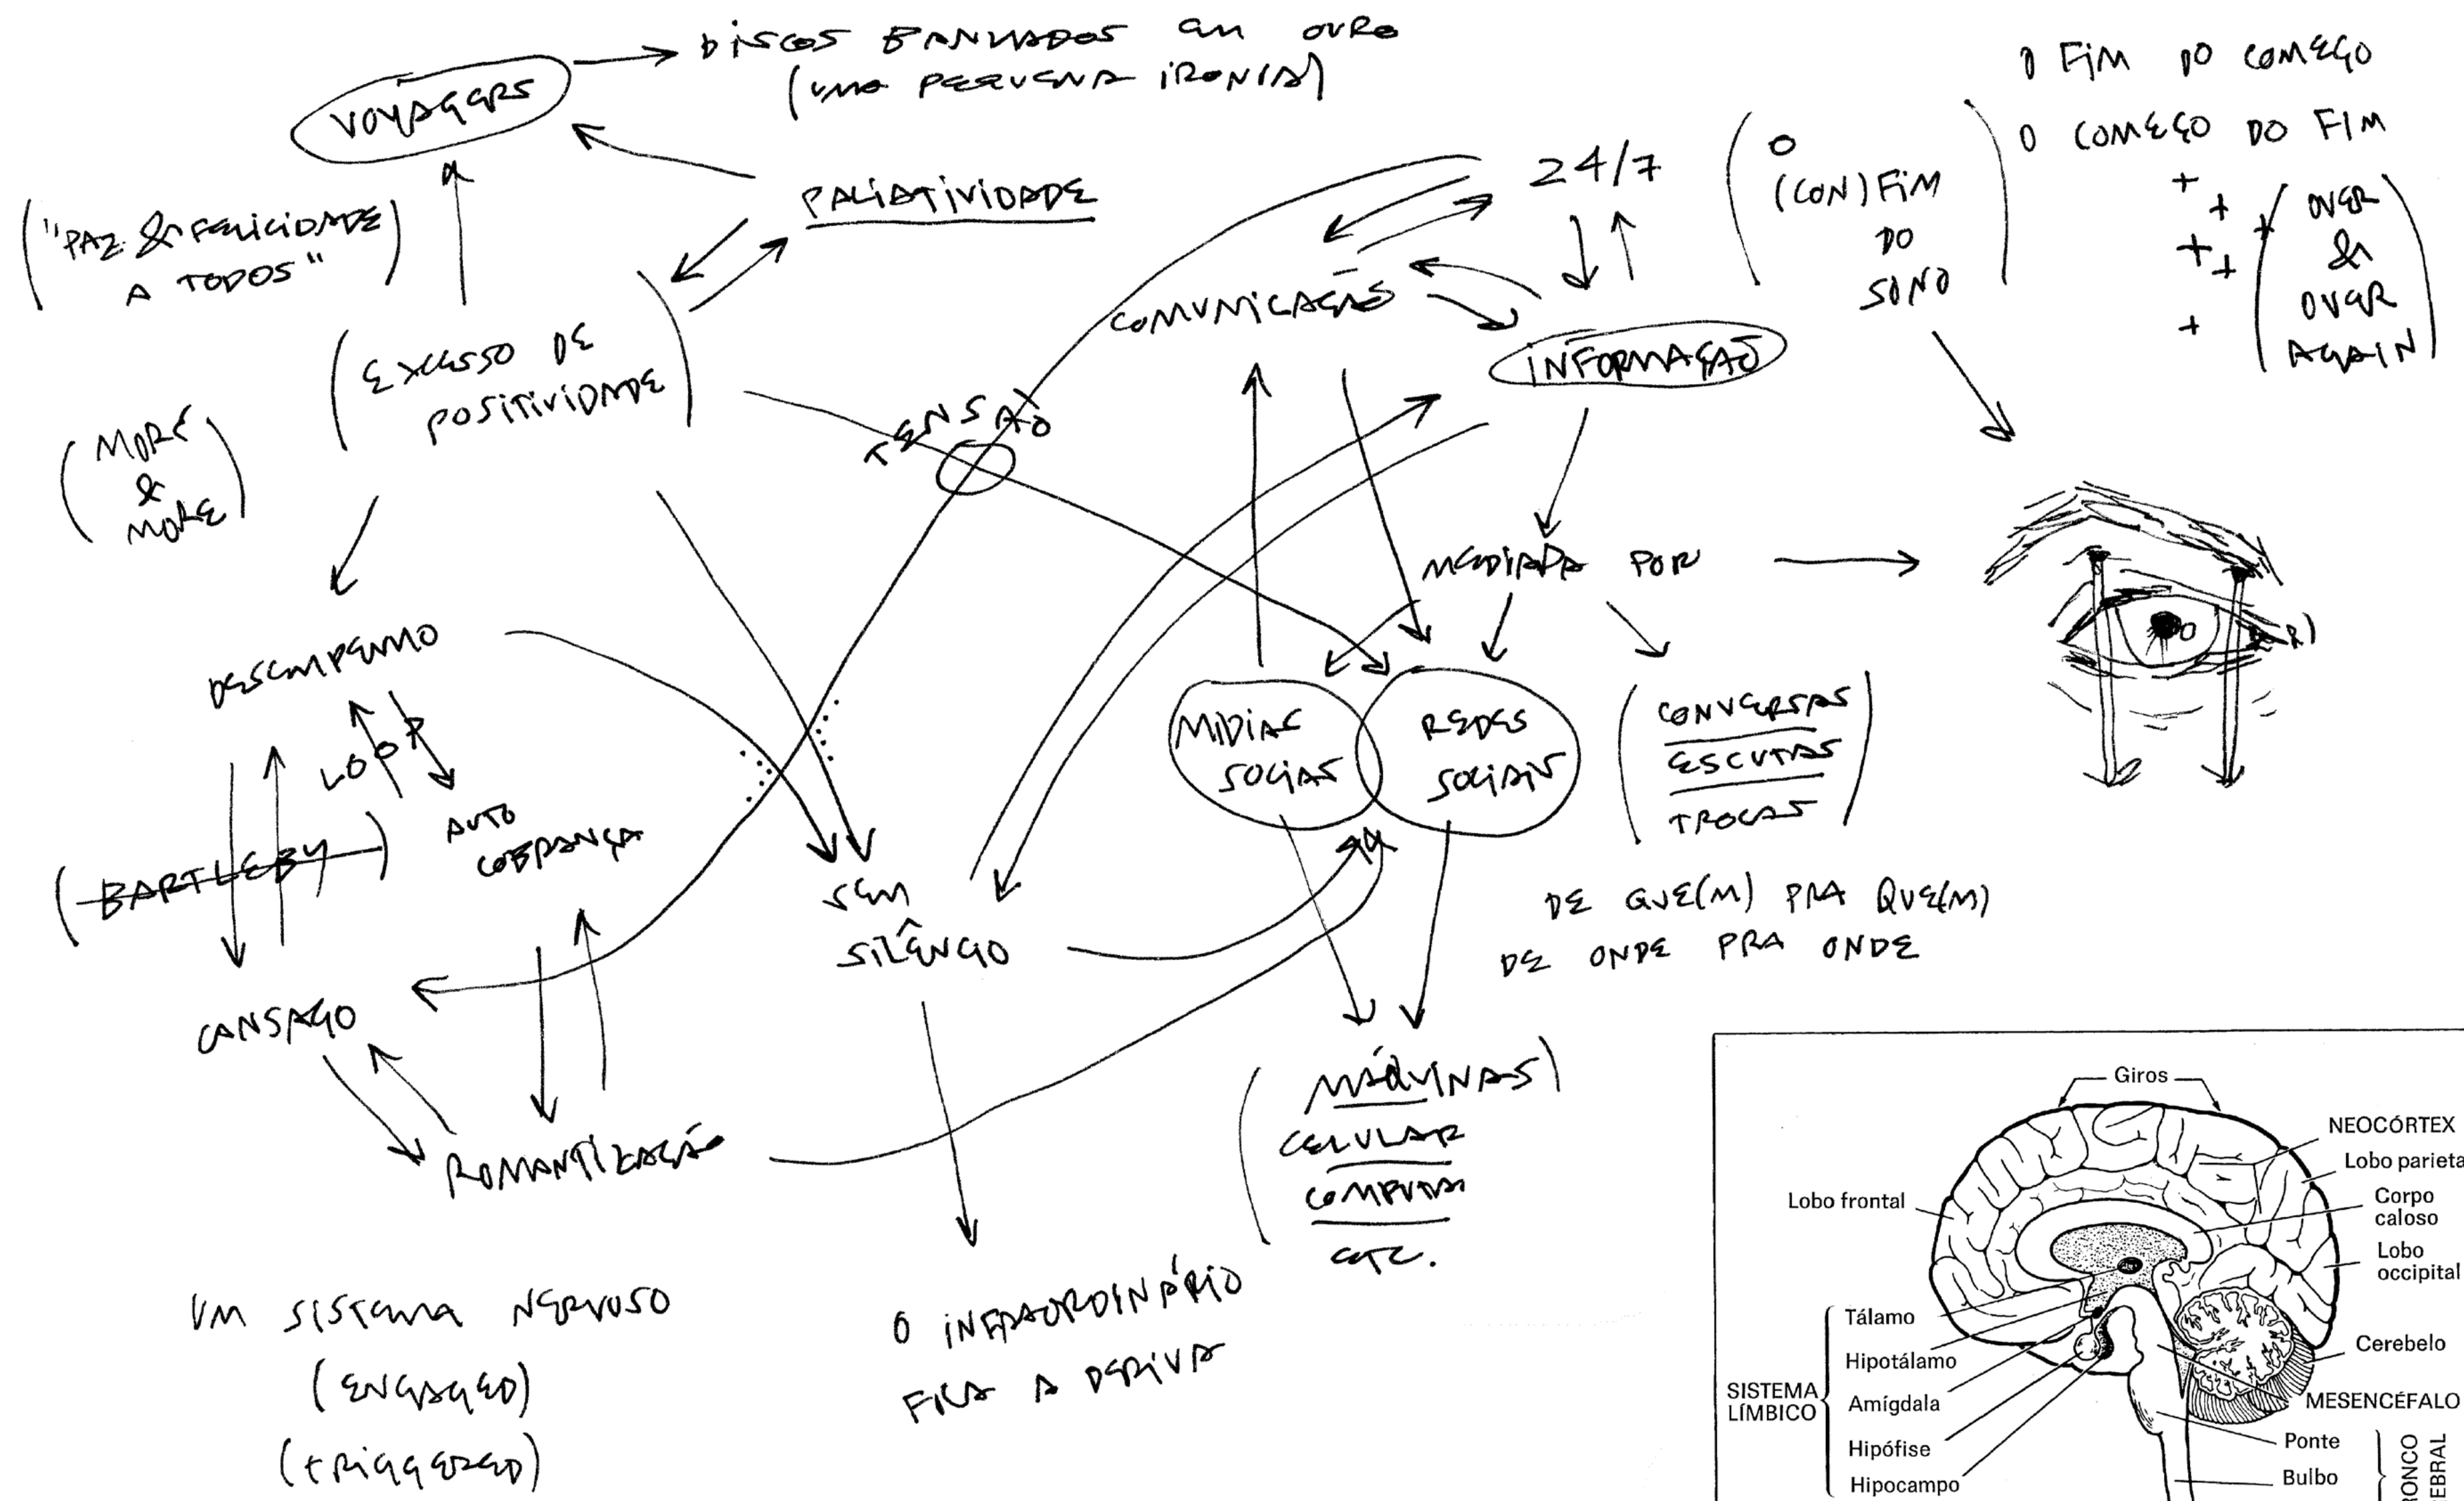 VOYAGERS
DISCOS BANHADOS EM OURO
(UMA PEQUENA IRONIA)
O FIM DO COMEÇO
O COMEÇO DO FIM
+
+
+
+
+
+
(OVER
&
OVER
AGAIN)
24/7
(O
(CON)FIM
DO
SONO)
PALIATIVIDADE
("PAZ & FELICIDADE
A TODOS")
COMUNICAÇÃO
INFORMAÇÃO
(EXCESSO DE
POSITIVIDADE)
(MORE
&
MORE)
TENSÃO
MEDIADA POR
DESEMPENHO
LOOP
AUTO
COBRANÇA
(BARTLEBY)
MIDIAS
SOCIAS
REDES
SOCIAIS
(CONVERSAS
ESCUTAS
TROCAS)
SEM
SILÊNCIO
DE QUE(M) PRA QUE(M)
DE ONDE PRA ONDE
CANSAÇO
ROMANTIZAÇÃO
(MÁQUINAS)
CELULAR
COMPUTA
ETC.
UM SISTEMA NERVOSO
(ENGAGED)
(tRIGGERED)
O INFRAORDINÁRIO
FICA A DERIVA
Giros
NEOCÓRTEX
Lobo parieta
Corpo
caloso
Lobo
occipital
Lobo frontal
Tálamo
Hipotálamo
Amígdala
Hipófise
Hipocampo
SISTEMA
LÍMBICO
Cerebelo
MESENCÉFALO
Ponte
Bulbo
RONCO
EBRAL